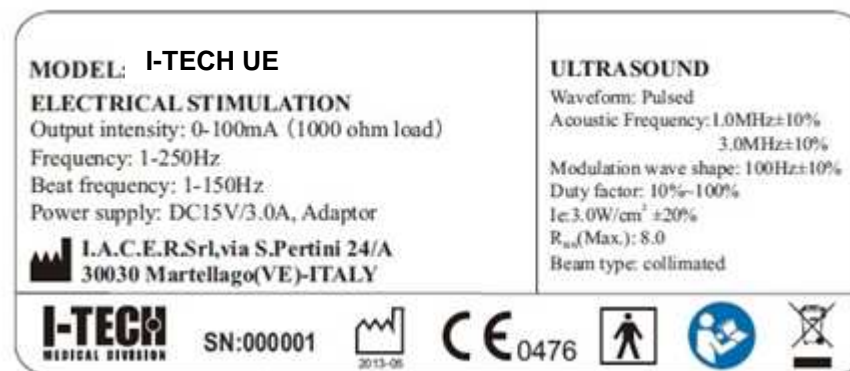 MODEL: I-TECH UE
ELECTRICAL STIMULATION
Output intensity: 0-100mA (1000 ohm load)
Frequency: 1-250Hz
Beat frequency: 1-150Hz
Power supply: DC15V/3.0A, Adaptor
I.A.C.E.R.Srl,via S.Pertini 24/A
30030 Martellago(VE)-ITALY
ULTRASOUND
Waveform: Pulsed
Acoustic Frequency:1.0MHz±10%
3.0MHz±10%
Modulation wave shape: 100Hz±10%
Duty factor: 10%~100%
Ie:3.0W/cm² ±20%
(Max.): 8.0
Beam type: collimated
I-TECH
MEDICAL DIVISION
SN:000001
2013-05
CE 0476